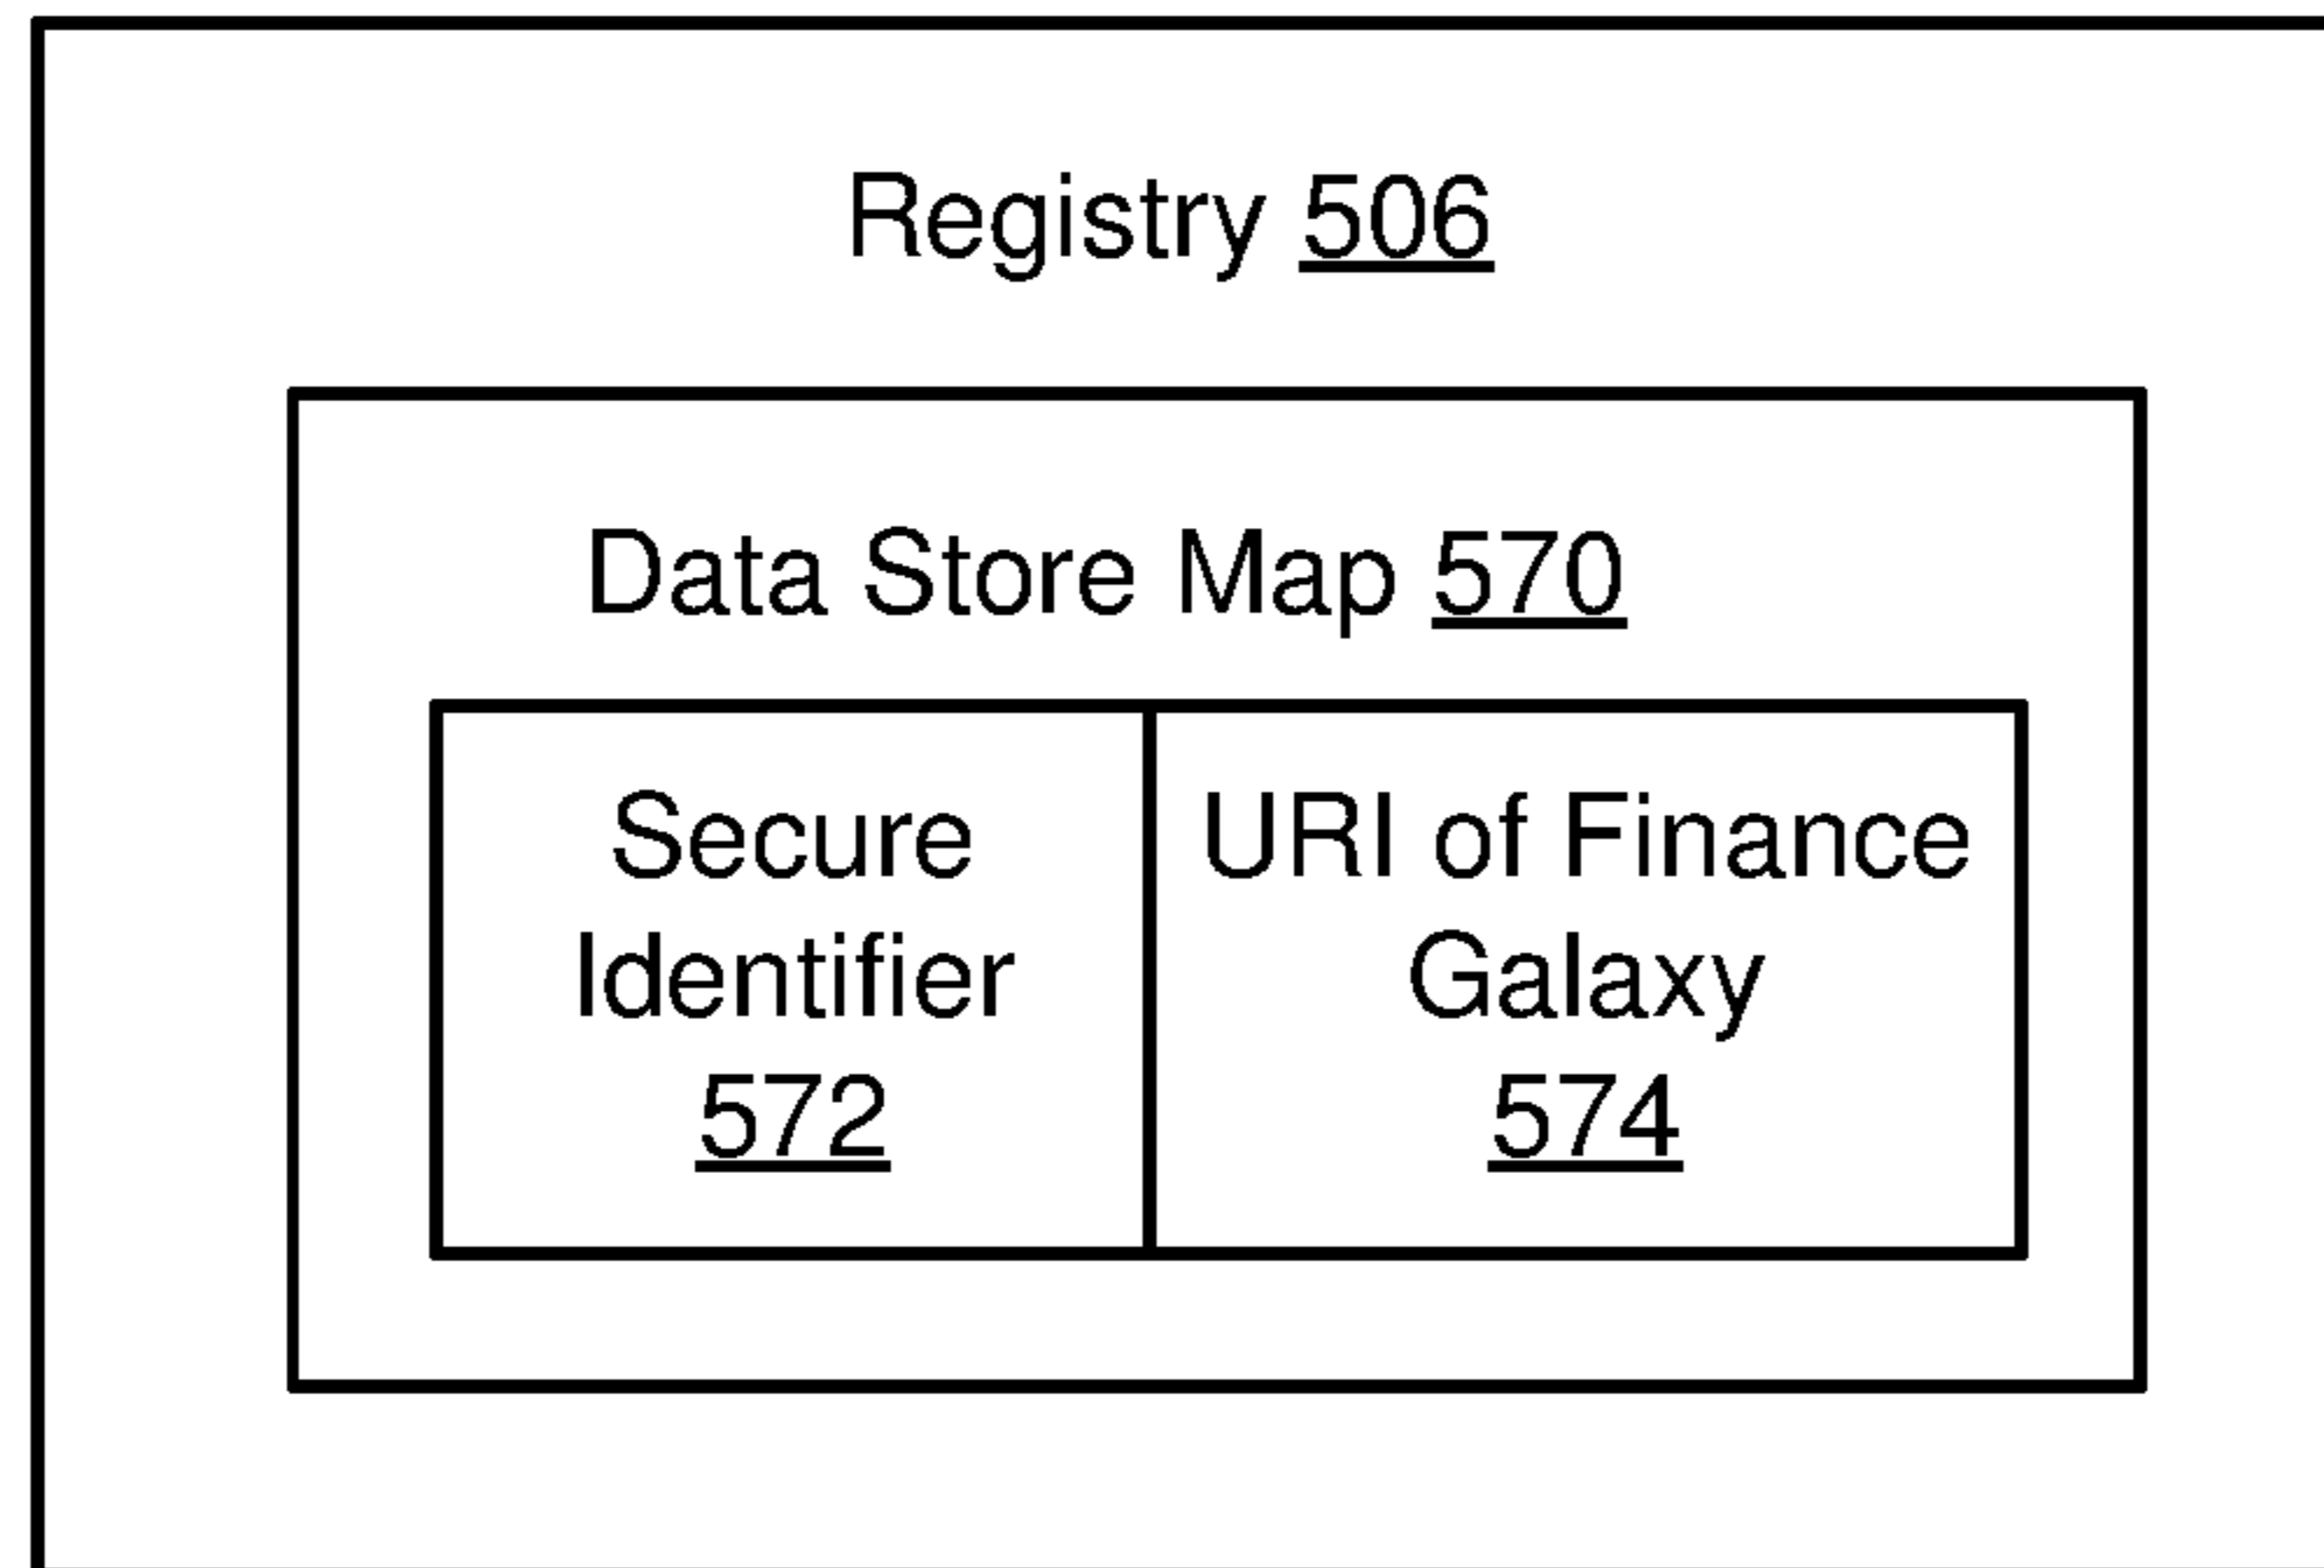 Registry 506
Data Store Map 570
Secure
Identifier
572
URI of Finance
Galaxy
574